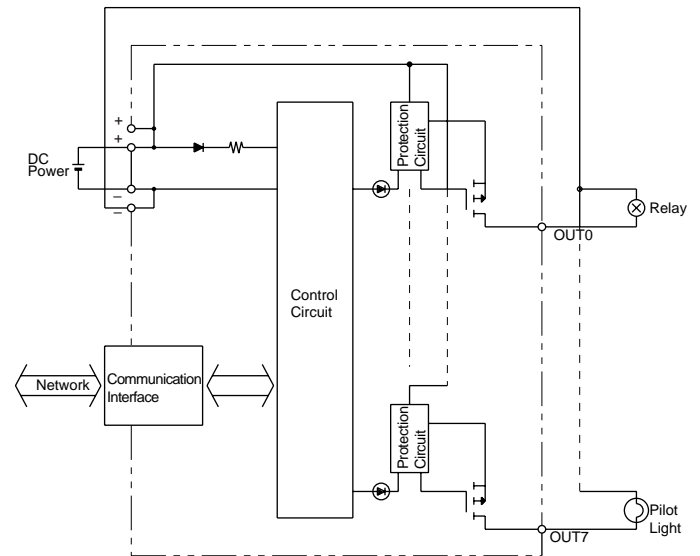 +
+
DC
Power
−
−
Protection
Circuit
Relay
OUT0
Control
Circuit
Network
Communication
Interface
Protection
Circuit
Pilot
Light
OUT7